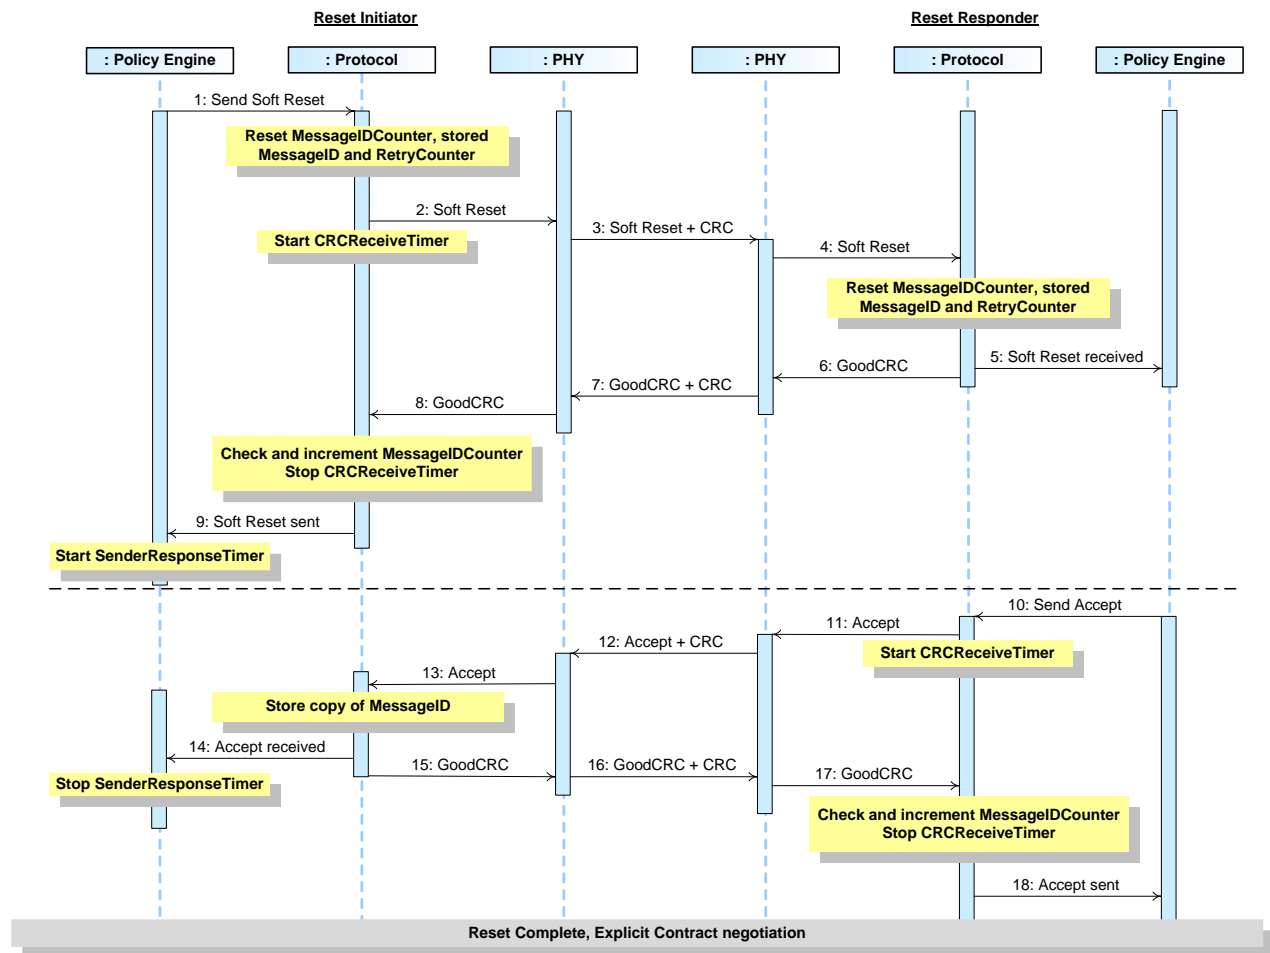 Reset Initiator
Reset Responder
: Policy Engine
: Protocol
: PHY
: PHY
: Protocol
: Policy Engine
1: Send Soft Reset
Reset MessageIDCounter, stored
MessageID and RetryCounter
2: Soft Reset
Start CRCReceiveTimer
3: Soft Reset + CRC
4: Soft Reset
Reset MessageIDCounter, stored
MessageID and RetryCounter
5: Soft Reset received
6: GoodCRC
7: GoodCRC + CRC
8: GoodCRC
Check and increment MessageIDCounter
Stop CRCReceiveTimer
9: Soft Reset sent
Start SenderResponseTimer
10: Send Accept
11: Accept
Start CRCReceiveTimer
12: Accept + CRC
13: Accept
Store copy of MessageID
14: Accept received
Stop SenderResponseTimer
15: GoodCRC
16: GoodCRC + CRC
17: GoodCRC
Check and increment MessageIDCounter
Stop CRCReceiveTimer
18: Accept sent
Reset Complete, Explicit Contract negotiation